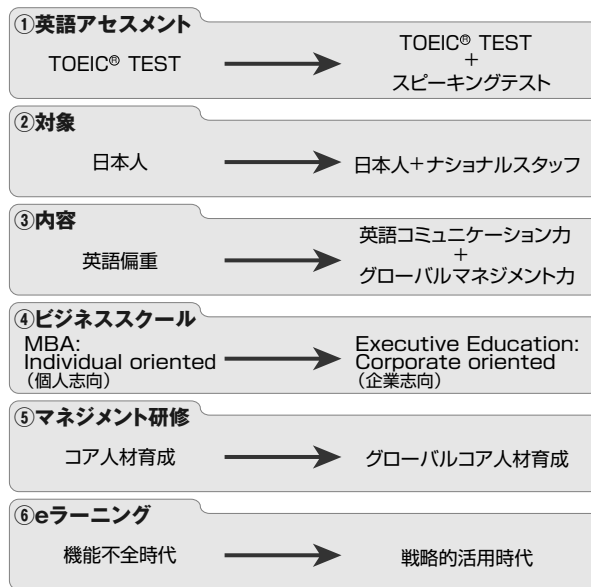 ①英語アセスメント
TOEIC® TEST
TOEIC® TEST
+
スピーキングテスト
②対象
日本人
日本人+ナショナルスタッフ
③内容
英語偏重
英語コミュニケーション力
+
グローバルマネジメント力
④ビジネススクール
MBA:
Individual oriented
（個人志向）
Executive Education:
Corporate oriented
（企業志向）
⑤マネジメント研修
コア人材育成
グローバルコア人材育成
⑥eラーニング
機能不全時代
戦略的活用時代